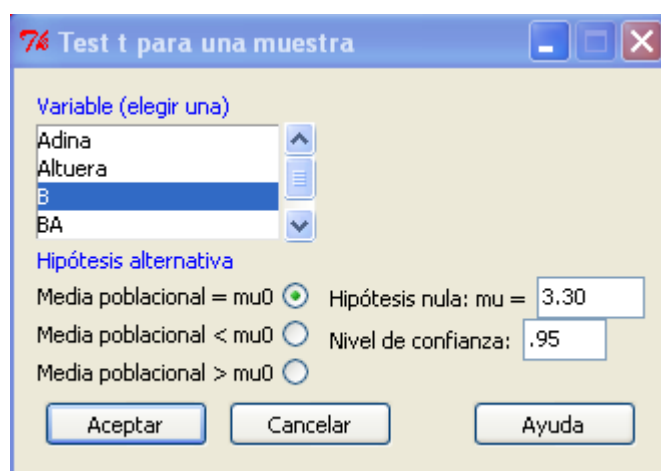 Test t para una muestra
Variable (elegir una)
Adina
Altuera
B
BA
Hipótesis alternativa
Media poblacional = mu0
Hipótesis nula: mu = 3.30
Media poblacional < mu0
Nivel de confianza: .95
Media poblacional > mu0
Aceptar
Cancelar
Ayuda